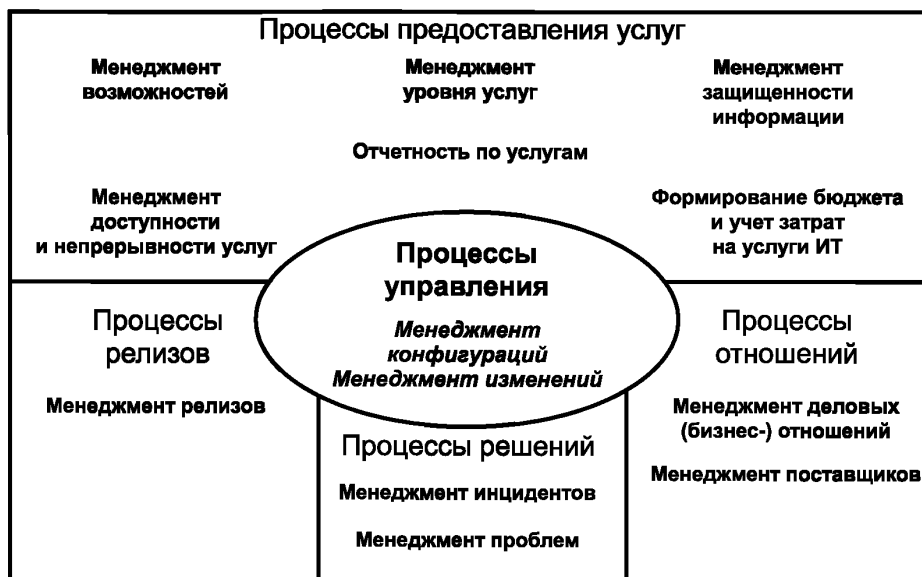 Процессы предоставления услуг
Менеджмент
возможностей
Менеджмент
уровня услуг
Менеджмент
защищенности
информации
Отчетность по услугам
Менеджмент
доступности
и непрерывности услуг
Формирование бюджета
и учет затрат
на услуги ИТ
Процессы
управления
Менеджмент
конфигураций
Менеджмент изменений
Процессы
релизов
Менеджмент релизов
Процессы решений
Менеджмент инцидентов
Менеджмент проблем
Процессы
отношений
Менеджмент деловых
(бизнес-) отношений
Менеджмент поставщиков